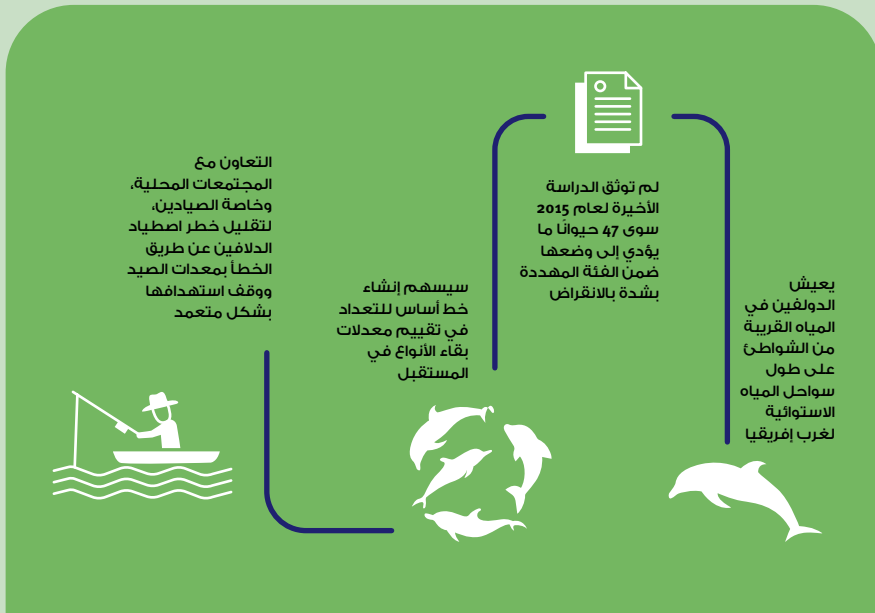 يعيش
الدولفين في
المياه القريبة
من الشواطئ
على طول
سواحل المياه
الاستوائية
لغرب إفريقيا
لم توثق الدراسة
الأخيرة لعام 2015
سوى 47 حيوانًا ما
يؤدي إلى وضعها
ضمن الفئة المهددة
بشدة بالانقراض
سيسهم إنشاء
خط أساس للتعداد
في تقييم معدلات
بقاء الأنواع في
المستقبل
التعاون مع
المجتمعات المحلية،
وخاصة الصيادين،
لتقليل خطر اصطياد
الدلافين عن طريق
الخطأ بمعدات الصيد
ووقف استهدافها
بشكل متعمد